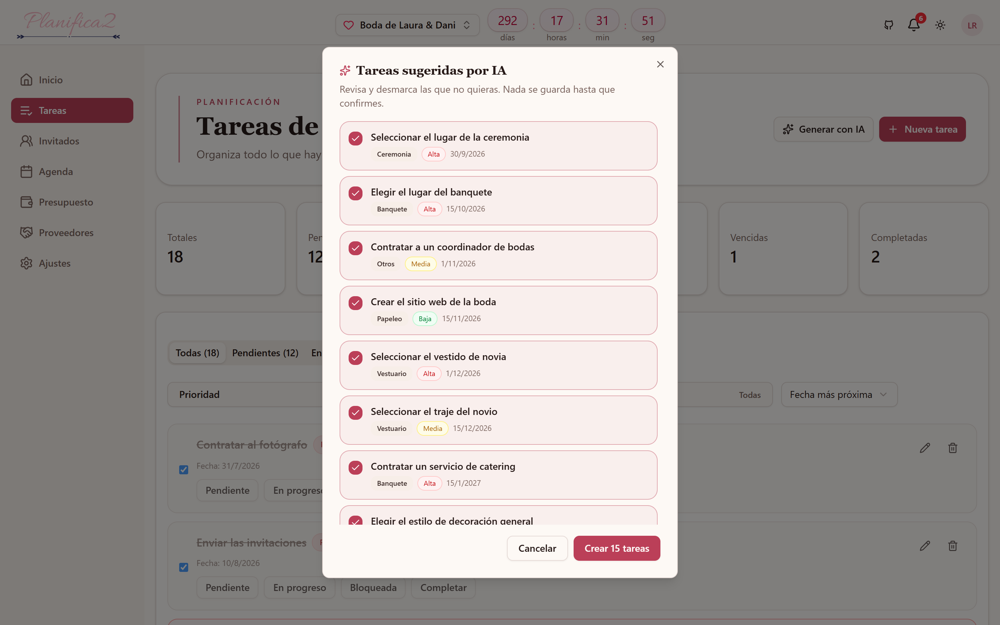 Planifica2
Boda de Laura & Dani
292 : 17 : 31 : 51
días horas min seg
6
LR
Inicio
Tareas
Invitados
Agenda
Presupuesto
Proveedores
Ajustes
PLANIFICACIÓN
Tareas de
Organiza todo lo que hay
Generar con IA
Nueva tarea
Totales
18
12
Vencidas
1
Completadas
2
Todas (18)
Pendientes (12)
Prioridad
Todas
Fecha más próxima
Contratar al fotógrafo
Fecha: 31/7/2026
Pendiente
En progreso
Enviar las invitaciones
Fecha: 10/8/2026
Pendiente
En progreso
Bloqueada
Completar
Tareas sugeridas por IA
Revisa y desmarca las que no quieras. Nada se guarda hasta que
confirmes.
Seleccionar el lugar de la ceremonia
Ceremonia Alta 30/9/2026
Elegir el lugar del banquete
Banquete Alta 15/10/2026
Contratar a un coordinador de bodas
Otros Media 1/11/2026
Crear el sitio web de la boda
Papeleo Baja 15/11/2026
Seleccionar el vestido de novia
Vestuario Alta 1/12/2026
Seleccionar el traje del novio
Vestuario Media 15/12/2026
Contratar un servicio de catering
Banquete Alta 15/1/2027
Elegir el estilo de decoración general
Cancelar
Crear 15 tareas